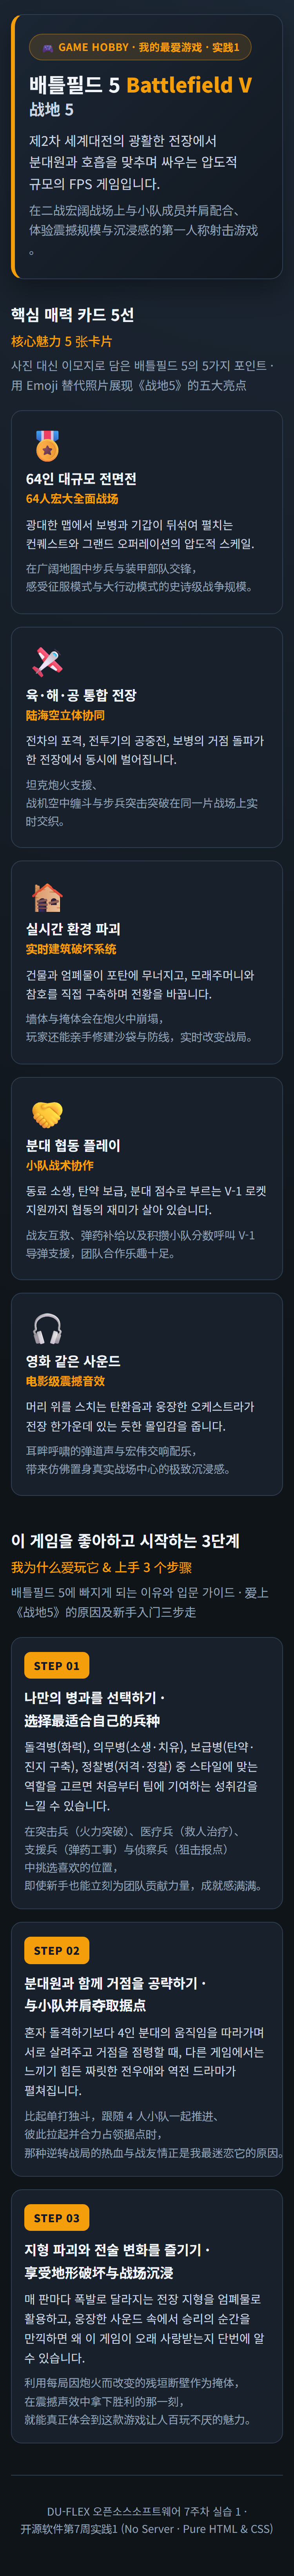 GAME HOBBY · 我的最爱游戏 · 实践1
배틀필드 5 Battlefield V
战地 5
제2차 세계대전의 광활한 전장에서
분대원과 호흡을 맞추며 싸우는 압도적
규모의 FPS 게임입니다.
在二战宏阔战场上与小队成员并肩配合、
体验震撼规模与沉浸感的第一人称射击游戏
。
핵심 매력 카드 5선
核心魅力 5 张卡片
사진 대신 이모지로 담은 배틀필드 5의 5가지 포인트 ·
用 Emoji 替代照片展现《战地5》的五大亮点
64인 대규모 전면전
64人宏大全面战场
광대한 맵에서 보병과 기갑이 뒤섞여 펼치는
컨퀘스트와 그랜드 오퍼레이션의 압도적 스케일.
在广阔地图中步兵与装甲部队交锋，
感受征服模式与大行动模式的史诗级战争规模。
육·해·공 통합 전장
陆海空立体协同
전차의 포격, 전투기의 공중전, 보병의 거점 돌파가
한 전장에서 동시에 벌어집니다.
坦克炮火支援、
战机空中缠斗与步兵突击突破在同一片战场上实
时交织。
실시간 환경 파괴
实时建筑破坏系统
건물과 엄폐물이 포탄에 무너지고, 모래주머니와
참호를 직접 구축하며 전황을 바꿉니다.
墙体与掩体会在炮火中崩塌，
玩家还能亲手修建沙袋与防线，实时改变战局。
분대 협동 플레이
小队战术协作
동료 소생, 탄약 보급, 분대 점수로 부르는 V-1 로켓
지원까지 협동의 재미가 살아 있습니다.
战友互救、弹药补给以及积攒小队分数呼叫 V-1
导弹支援，团队合作乐趣十足。
영화 같은 사운드
电影级震撼音效
머리 위를 스치는 탄환음과 웅장한 오케스트라가
전장 한가운데 있는 듯한 몰입감을 줍니다.
耳畔呼啸的弹道声与宏伟交响配乐，
带来仿佛置身真实战场中心的极致沉浸感。
이 게임을 좋아하고 시작하는 3단계
我为什么爱玩它 & 上手 3 个步骤
배틀필드 5에 빠지게 되는 이유와 입문 가이드 · 爱上
《战地5》的原因及新手入门三步走
STEP 01
나만의 병과를 선택하기 ·
选择最适合自己的兵种
돌격병(화력), 의무병(소생·치유), 보급병(탄약·
진지 구축), 정찰병(저격·정찰) 중 스타일에 맞는
역할을 고르면 처음부터 팀에 기여하는 성취감을
느낄 수 있습니다.
在突击兵（火力突破）、医疗兵（救人治疗）、
支援兵（弹药工事）与侦察兵（狙击报点）
中挑选喜欢的位置，
即使新手也能立刻为团队贡献力量，成就感满满。
STEP 02
분대원과 함께 거점을 공략하기 ·
与小队并肩夺取据点
혼자 돌격하기보다 4인 분대의 움직임을 따라가며
서로 살려주고 거점을 점령할 때, 다른 게임에서는
느끼기 힘든 짜릿한 전우애와 역전 드라마가
펼쳐집니다.
比起单打独斗，跟随 4 人小队一起推进、
彼此拉起并合力占领据点时，
那种逆转战局的热血与战友情正是我最迷恋它的原因。
STEP 03
지형 파괴와 전술 변화를 즐기기 ·
享受地形破坏与战场沉浸
매 판마다 폭발로 달라지는 전장 지형을 엄폐물로
활용하고, 웅장한 사운드 속에서 승리의 순간을
만끽하면 왜 이 게임이 오래 사랑받는지 단번에 알
수 있습니다.
利用每局因炮火而改变的残垣断壁作为掩体，
在震撼声效中拿下胜利的那一刻，
就能真正体会到这款游戏让人百玩不厌的魅力。
DU-FLEX 오픈소스소프트웨어 7주차 실습 1 ·
开源软件第7周实践1 (No Server · Pure HTML & CSS)